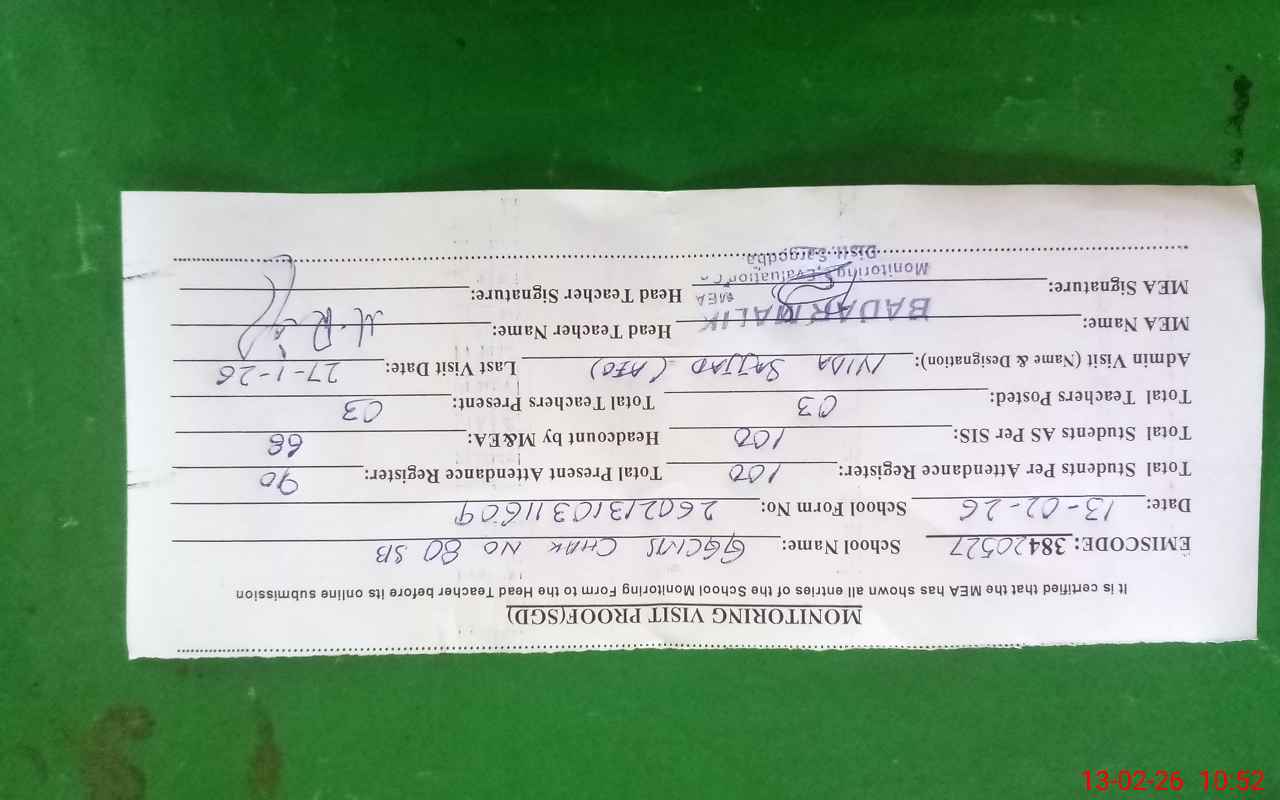 MONITORING VISIT PROOF(SGD)
It is certified that the MEA has shown all entries of the School Monitoring Form to the Head Teacher before its online submission
EMISCODE: 38420527 School Name: GGCMS CHAK NO 80 SB
Date: 13-02-26 School Form No: 26021310311609
Total Students Per Attendance Register: 100 Total Present Attendance Register: 90
Total Students AS Per SIS: 100 Headcount by M&EA: 88
Total Teachers Posted: 03 Total Teachers Present: 03
Admin Visit (Name & Designation): NIDA SAJJAD (AEO) Last Visit Date: 27-1-26
MEA Name: BADAR MALIK Head Teacher Name:
MEA Signature: MEA Head Teacher Signature:
Monitoring & Evaluation
Distt. Sargodha
13-02-26 10:52